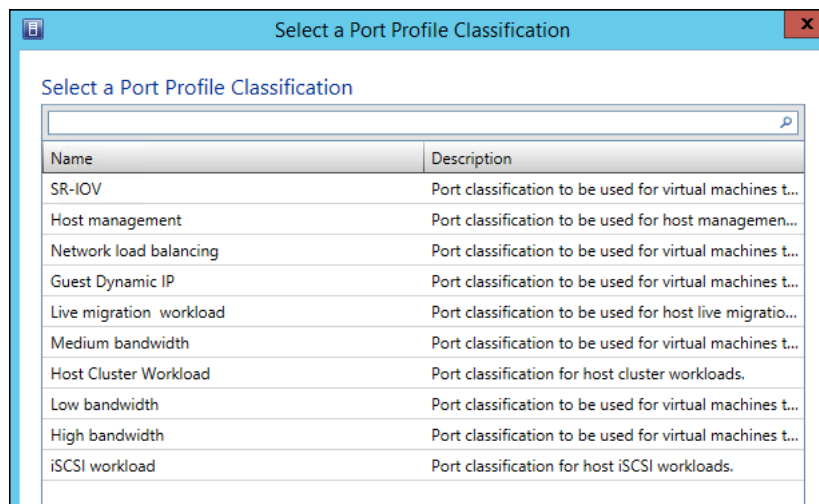 Select a Port Profile Classification
x
Select a Port Profile Classification
Name Description
SR-IOV Port classification to be used for virtual machines t...
Host management Port classification to be used for host managemen...
Network load balancing Port classification to be used for virtual machines t...
Guest Dynamic IP Port classification to be used for virtual machines t...
Live migration  workload Port classification to be used for host live migratio...
Medium bandwidth Port classification to be used for virtual machines t...
Host Cluster Workload Port classification for host cluster workloads.
Low bandwidth Port classification to be used for virtual machines t...
High bandwidth Port classification to be used for virtual machines t...
iSCSI workload Port classification for host iSCSI workloads.